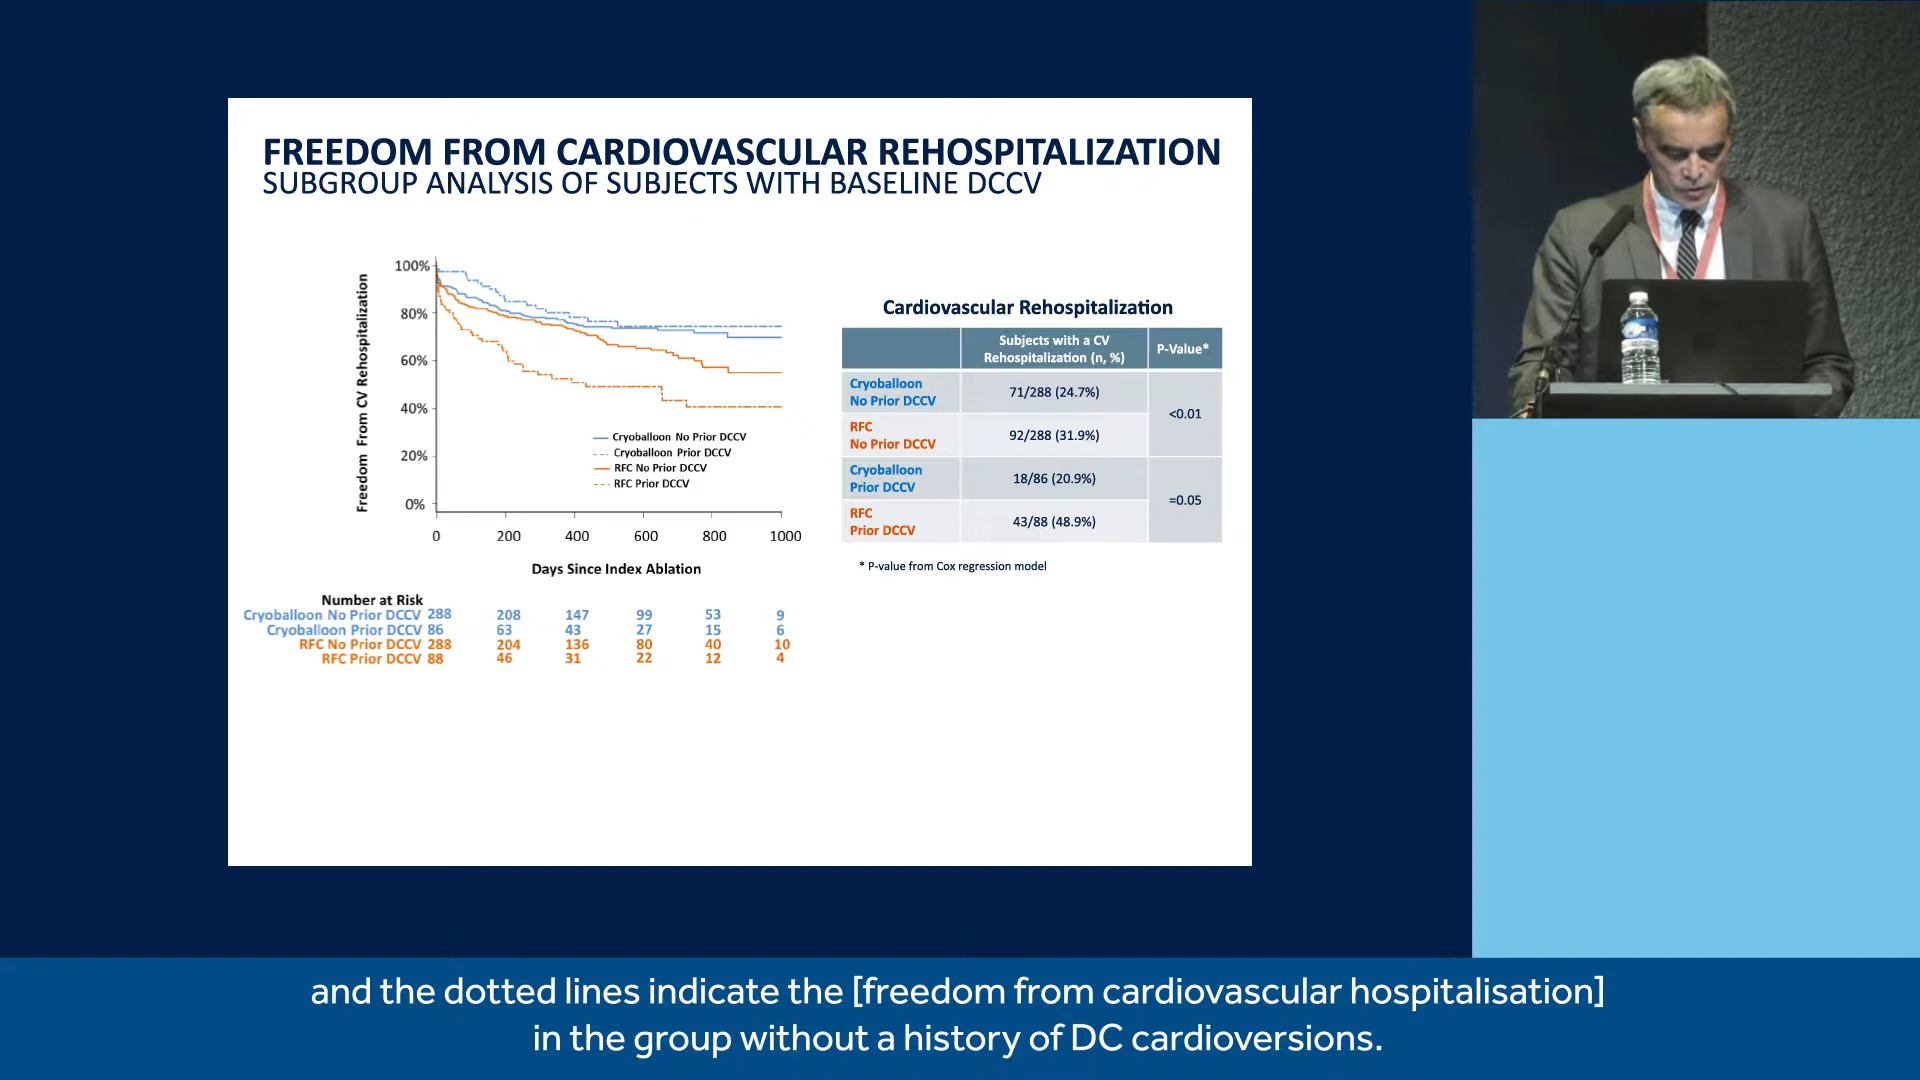 FREEDOM FROM CARDIOVASCULAR REHOSPITALIZATION
SUBGROUP ANALYSIS OF SUBJECTS WITH BASELINE DCCV
Freedom From CV Rehospitalization
100%
80%
60%
40%
20%
0%
Cryoballoon No Prior DCCV
Cryoballoon Prior DCCV
RFC No Prior DCCV
RFC Prior DCCV
0 200 400 600 800 1000
Days Since Index Ablation
Number at Risk
Cryoballoon No Prior DCCV 288 208 147 99 53 9
Cryoballoon Prior DCCV 86 63 43 27 15 6
RFC No Prior DCCV 288 204 136 80 40 10
RFC Prior DCCV 88 46 31 22 12 4
Cardiovascular Rehospitalization
Subjects with a CV
Rehospitalization (n, %)
P-Value*
Cryoballoon
No Prior DCCV
71/288 (24.7%)
<0.01
RFC
No Prior DCCV
92/288 (31.9%)
Cryoballoon
Prior DCCV
18/86 (20.9%)
=0.05
RFC
Prior DCCV
43/88 (48.9%)
* P-value from Cox regression model
and the dotted lines indicate the [freedom from cardiovascular hospitalisation]
in the group without a history of DC cardioversions.